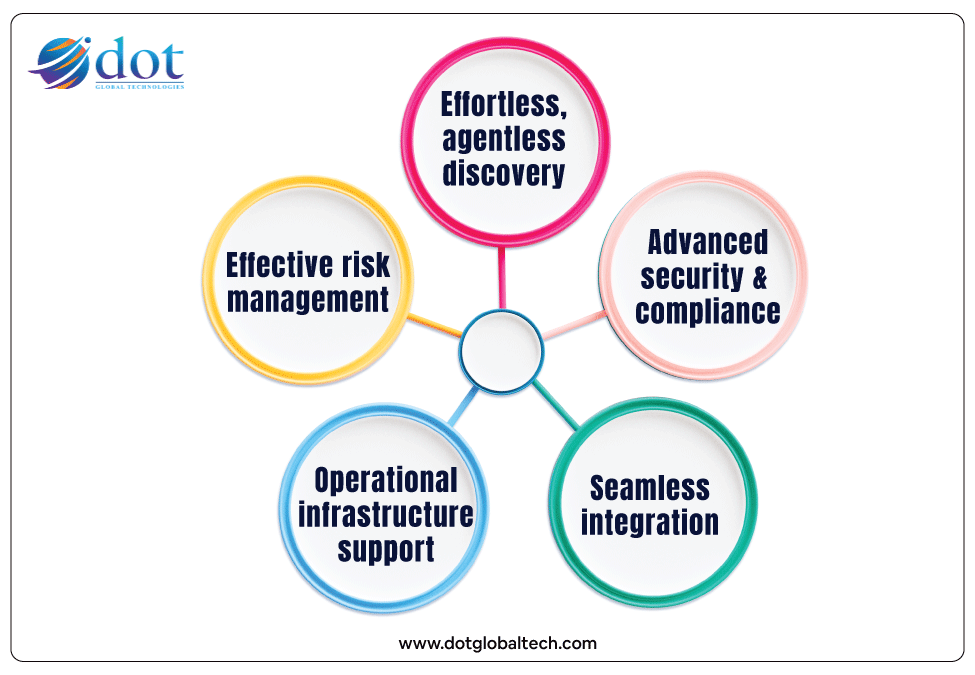 dot
GLOBAL TECHNOLOGIES
Effortless,
agentless
discovery
Advanced
security &
compliance
Effective risk
management
Operational
infrastructure
support
Seamless
integration
www.dotglobaltech.com